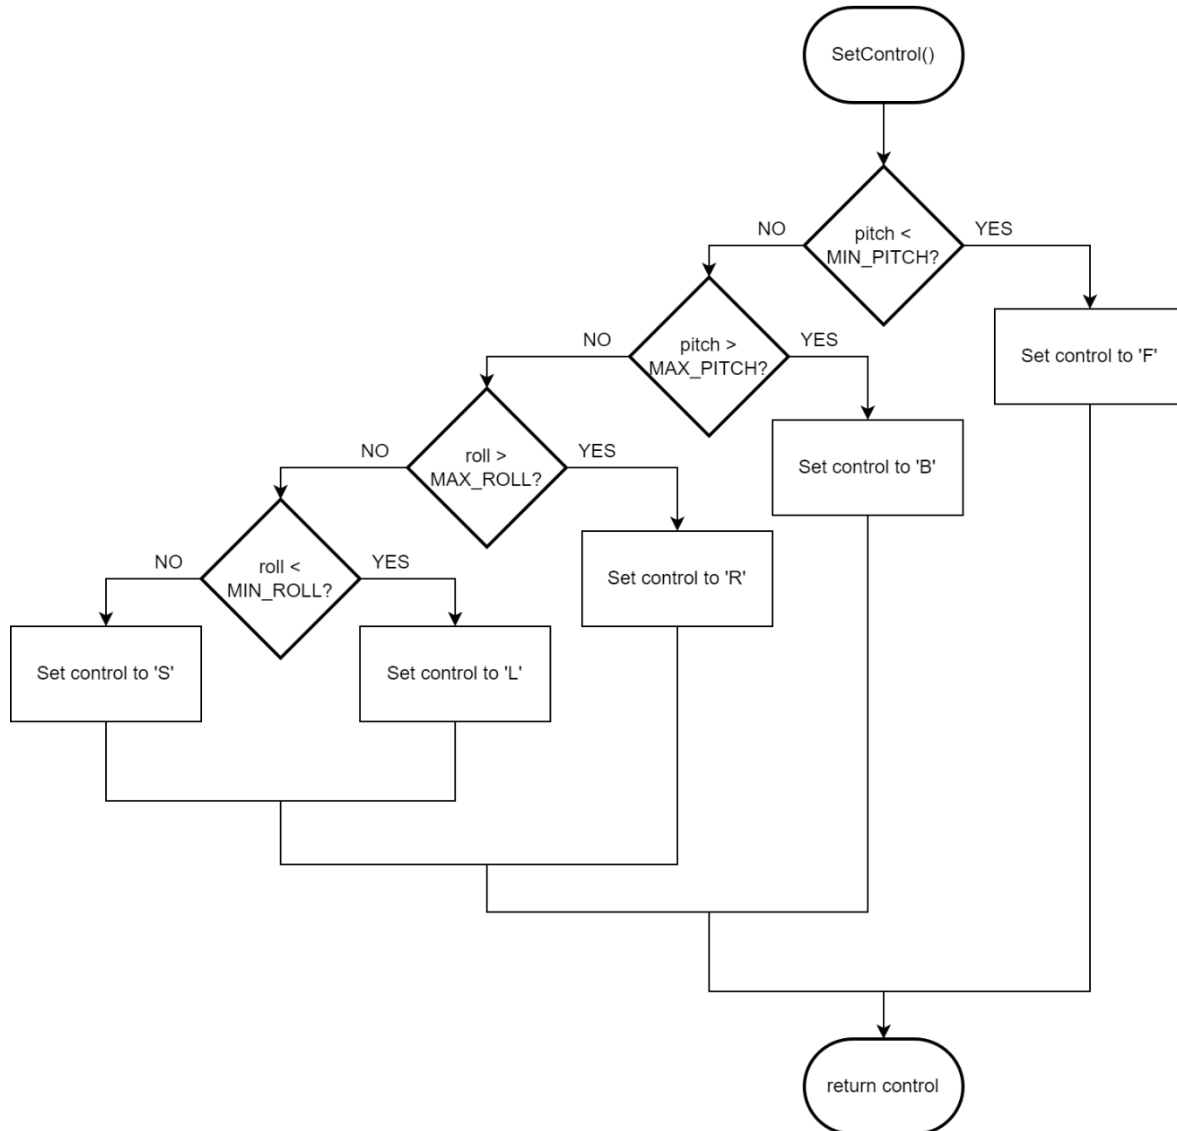 SetControl()
NO
pitch <
MIN_PITCH?
YES
NO
pitch >
MAX_PITCH?
YES
Set control to 'F'
NO
roll >
MAX_ROLL?
YES
Set control to 'B'
NO
roll <
MIN_ROLL?
YES
Set control to 'R'
Set control to 'S'
Set control to 'L'
return control